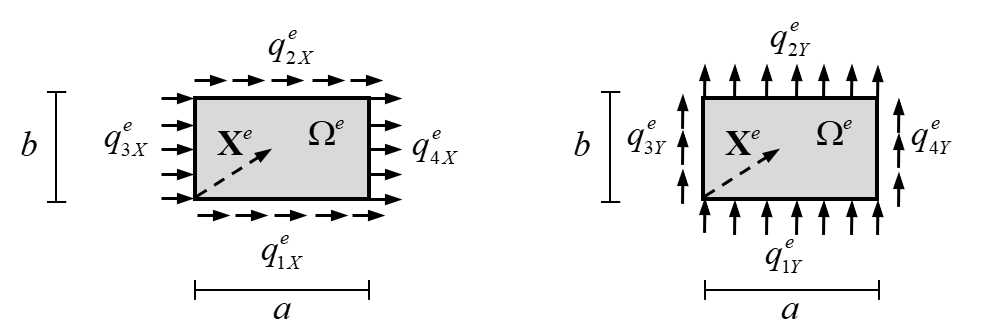 q^e_{2X}
b
q^e_{3X}
X^e
Ω^e
q^e_{4X}
q^e_{1X}
a
q^e_{2Y}
b
q^e_{3Y}
X^e
Ω^e
q^e_{4Y}
q^e_{1Y}
a